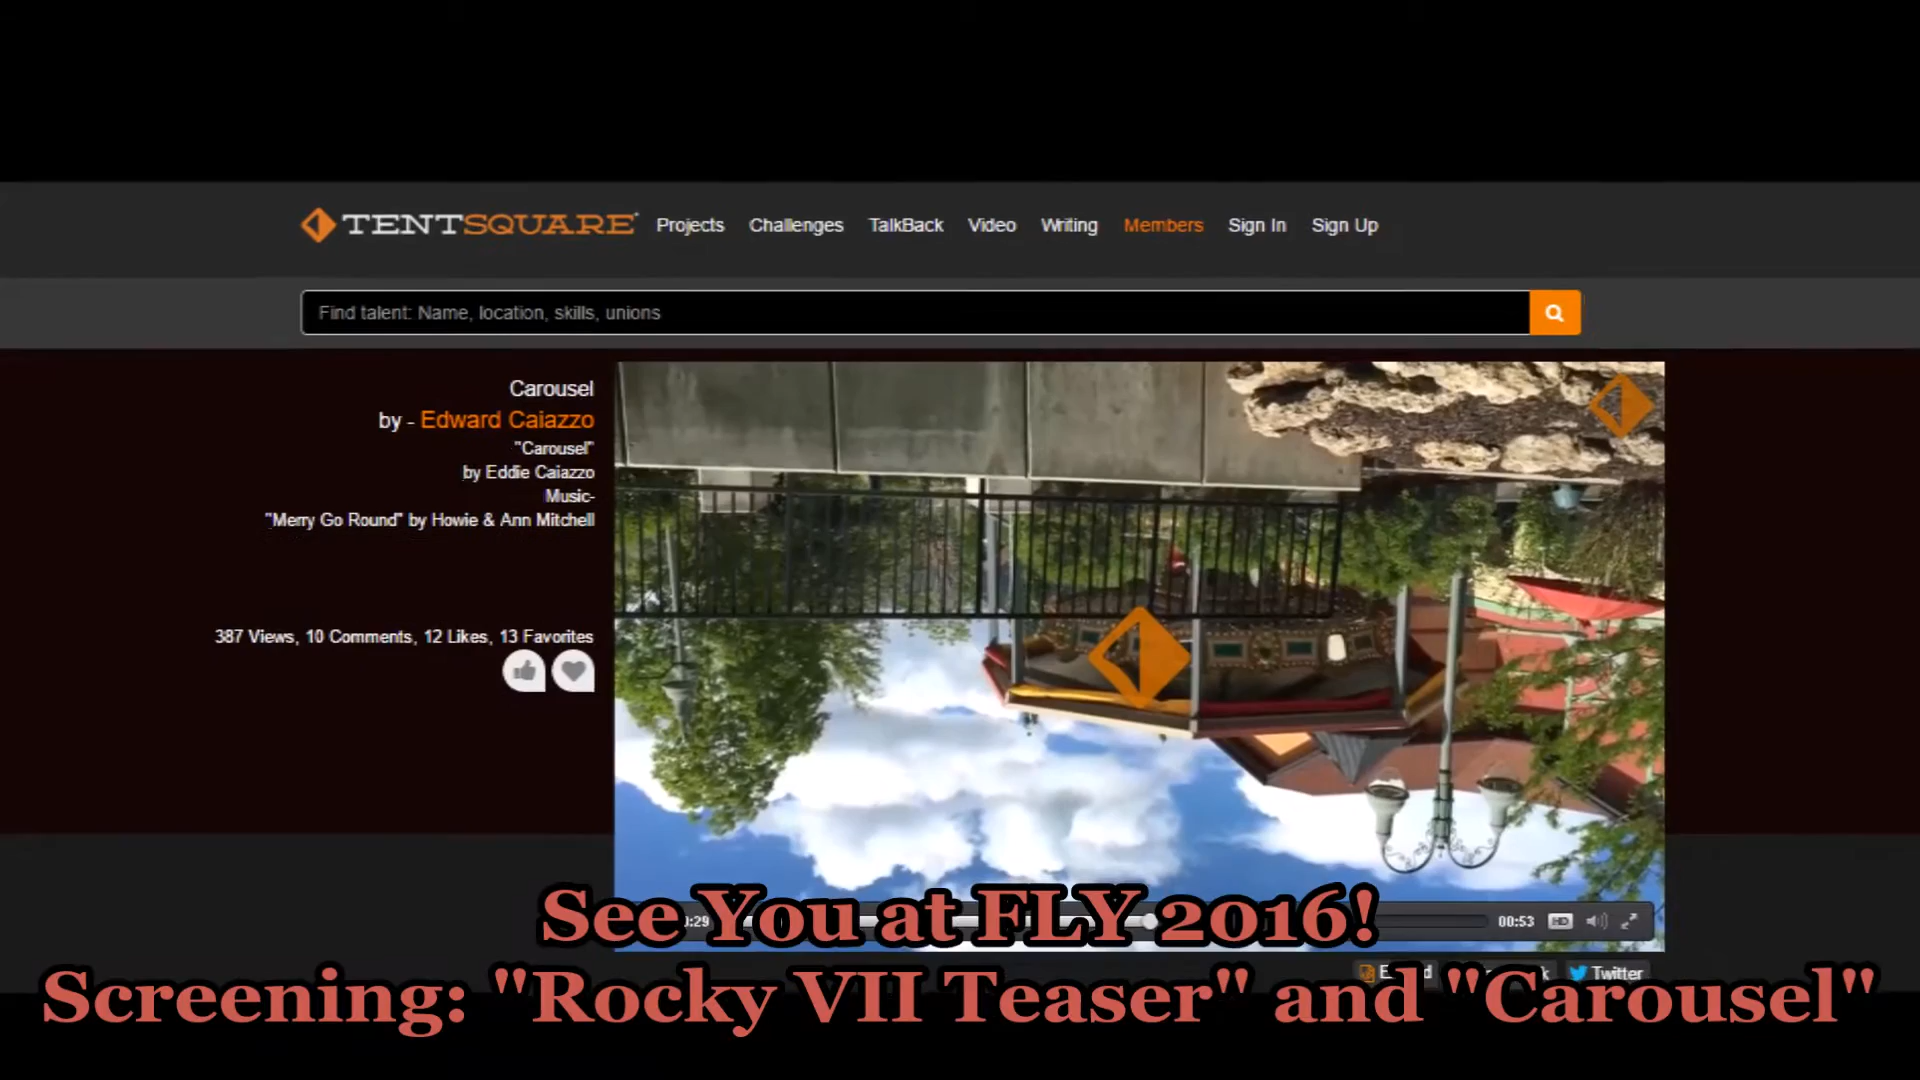 TENTSQUARE Projects Challenges TalkBack Video Writing Members Sign In Sign Up
Find talent: Name, location, skills, unions
Carousel
by - Edward Caiazzo
"Carousel"
by Eddie Caiazzo
Music-
"Merry Go Round" by Howie & Ann Mitchell
387 Views, 10 Comments, 12 Likes, 13 Favorites
See You at FLY 2016!
00:53 HD
Twitter
Screening: "Rocky VII Teaser" and "Carousel"